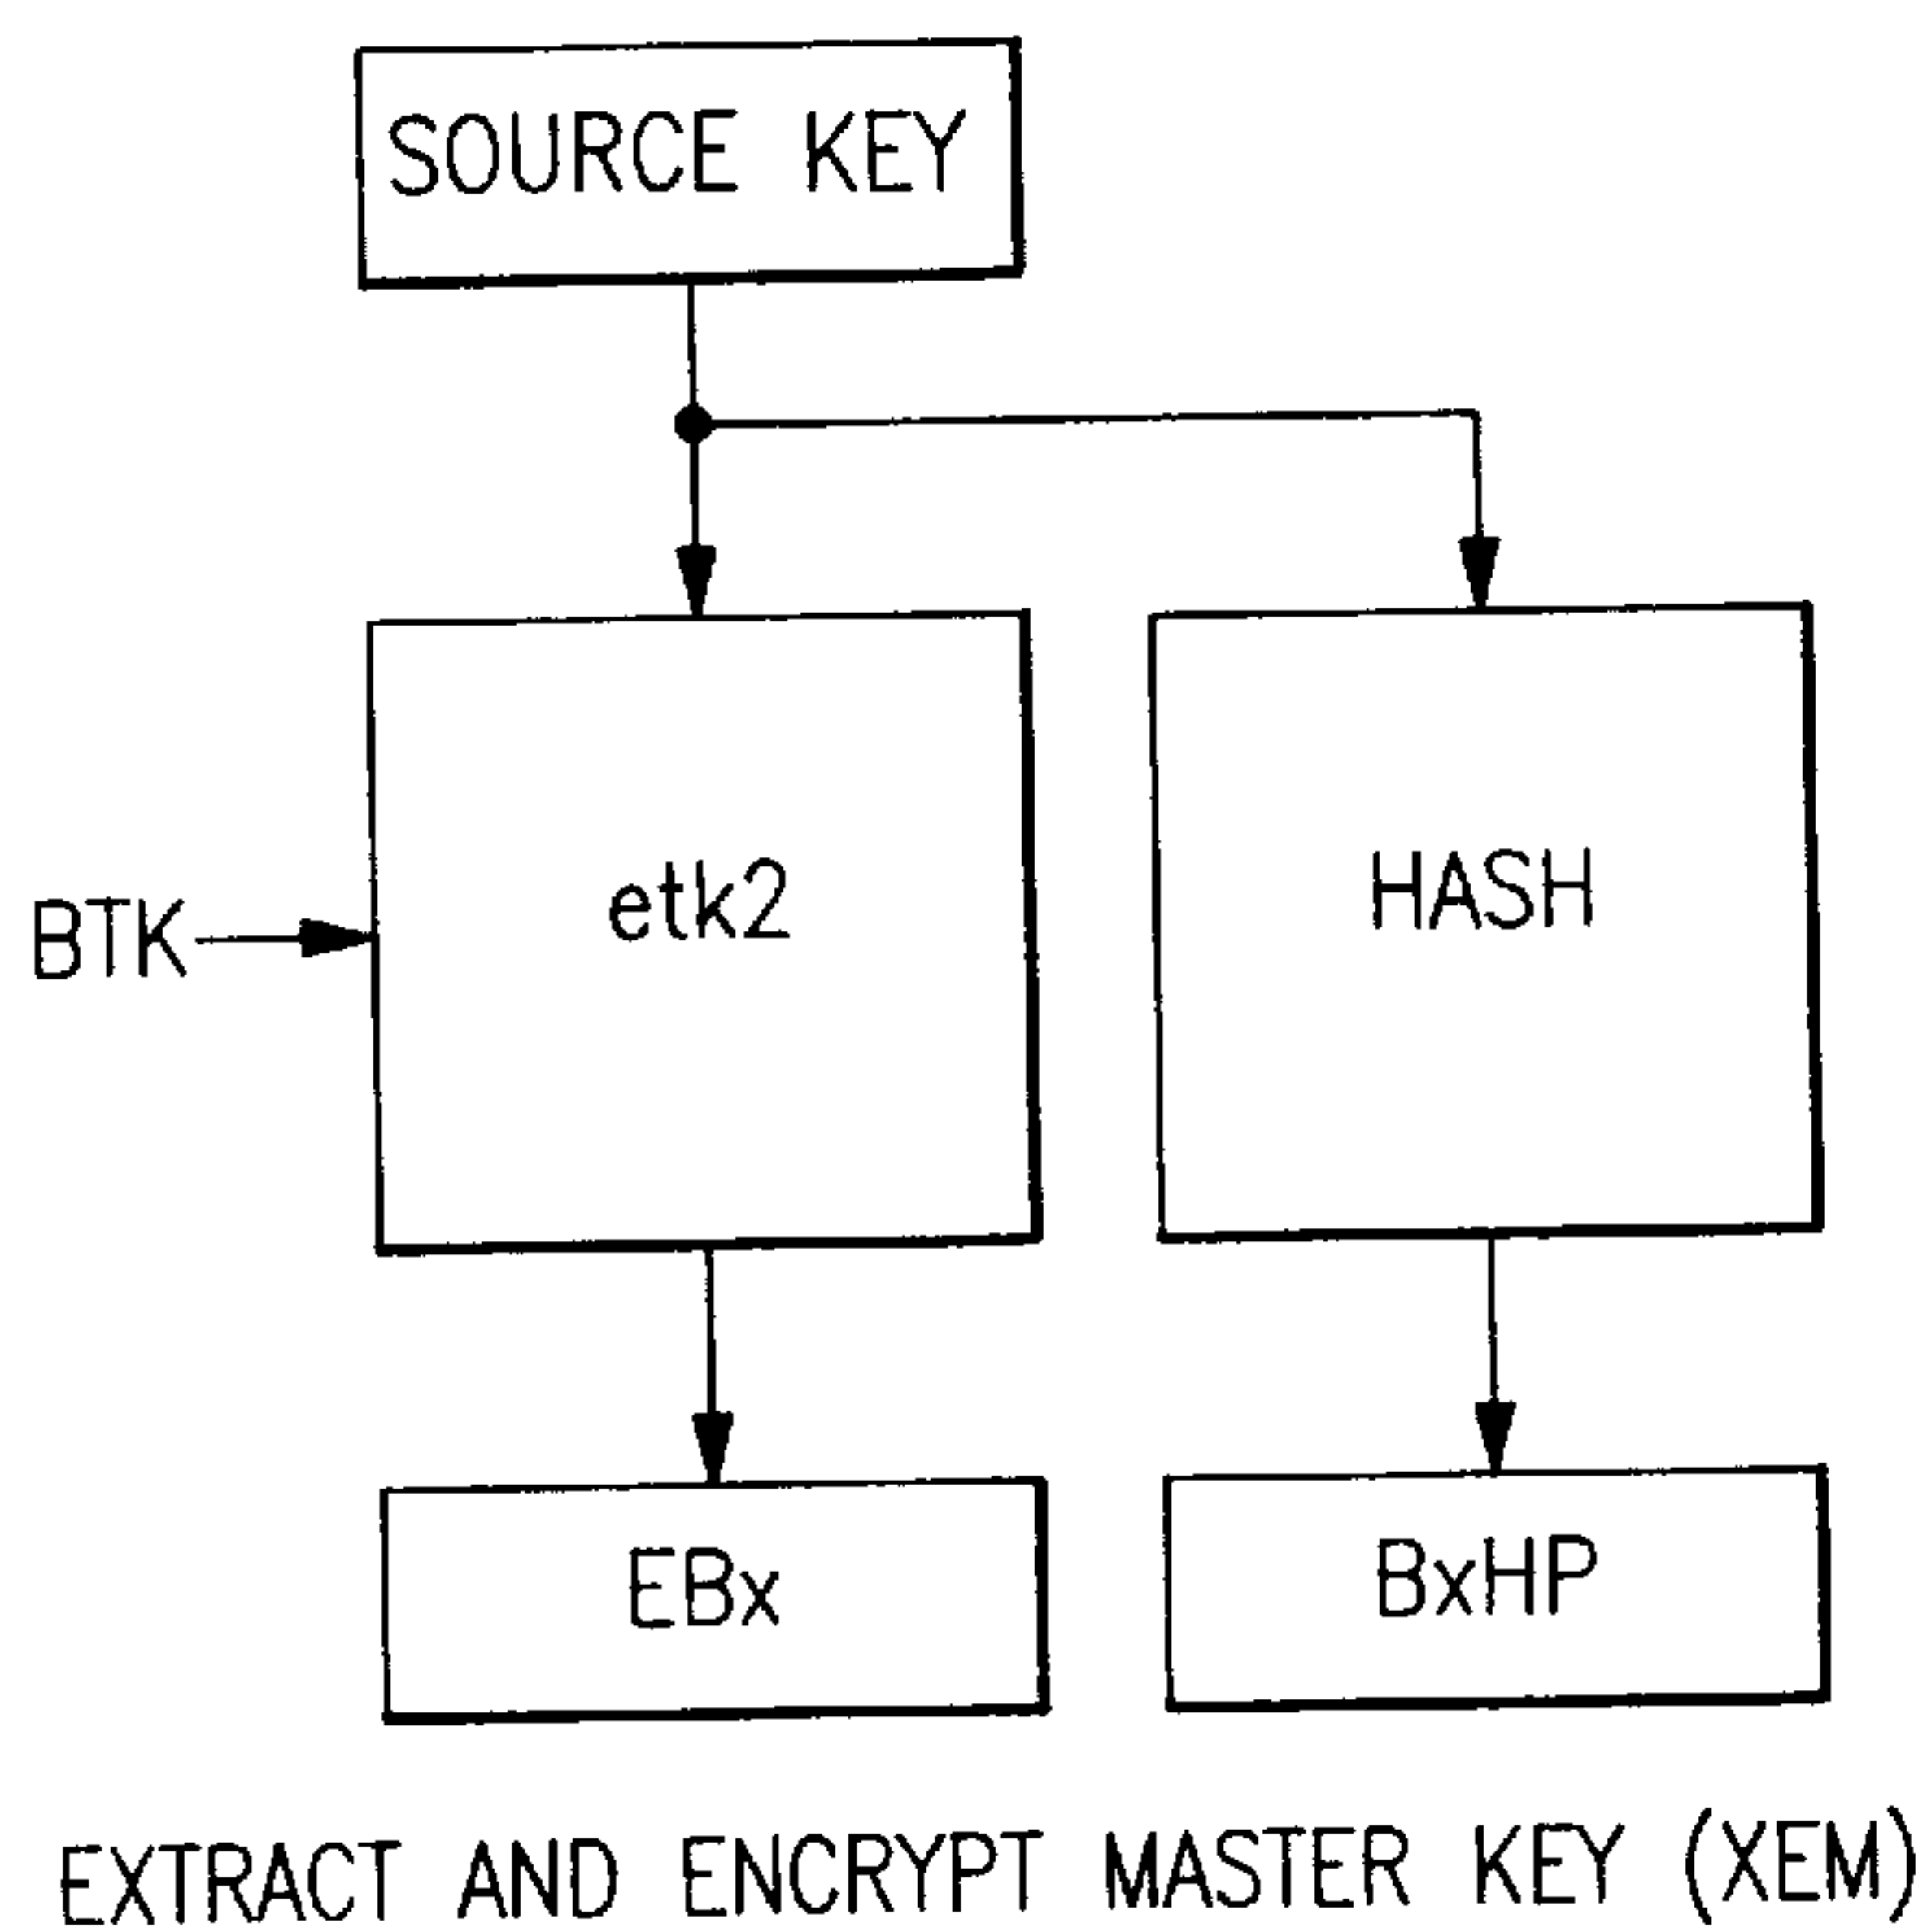 SOURCE KEY
BTK
etk2
HASH
EBx
BxHP
EXTRACT AND ENCRYPT MASTER KEY (XEM)